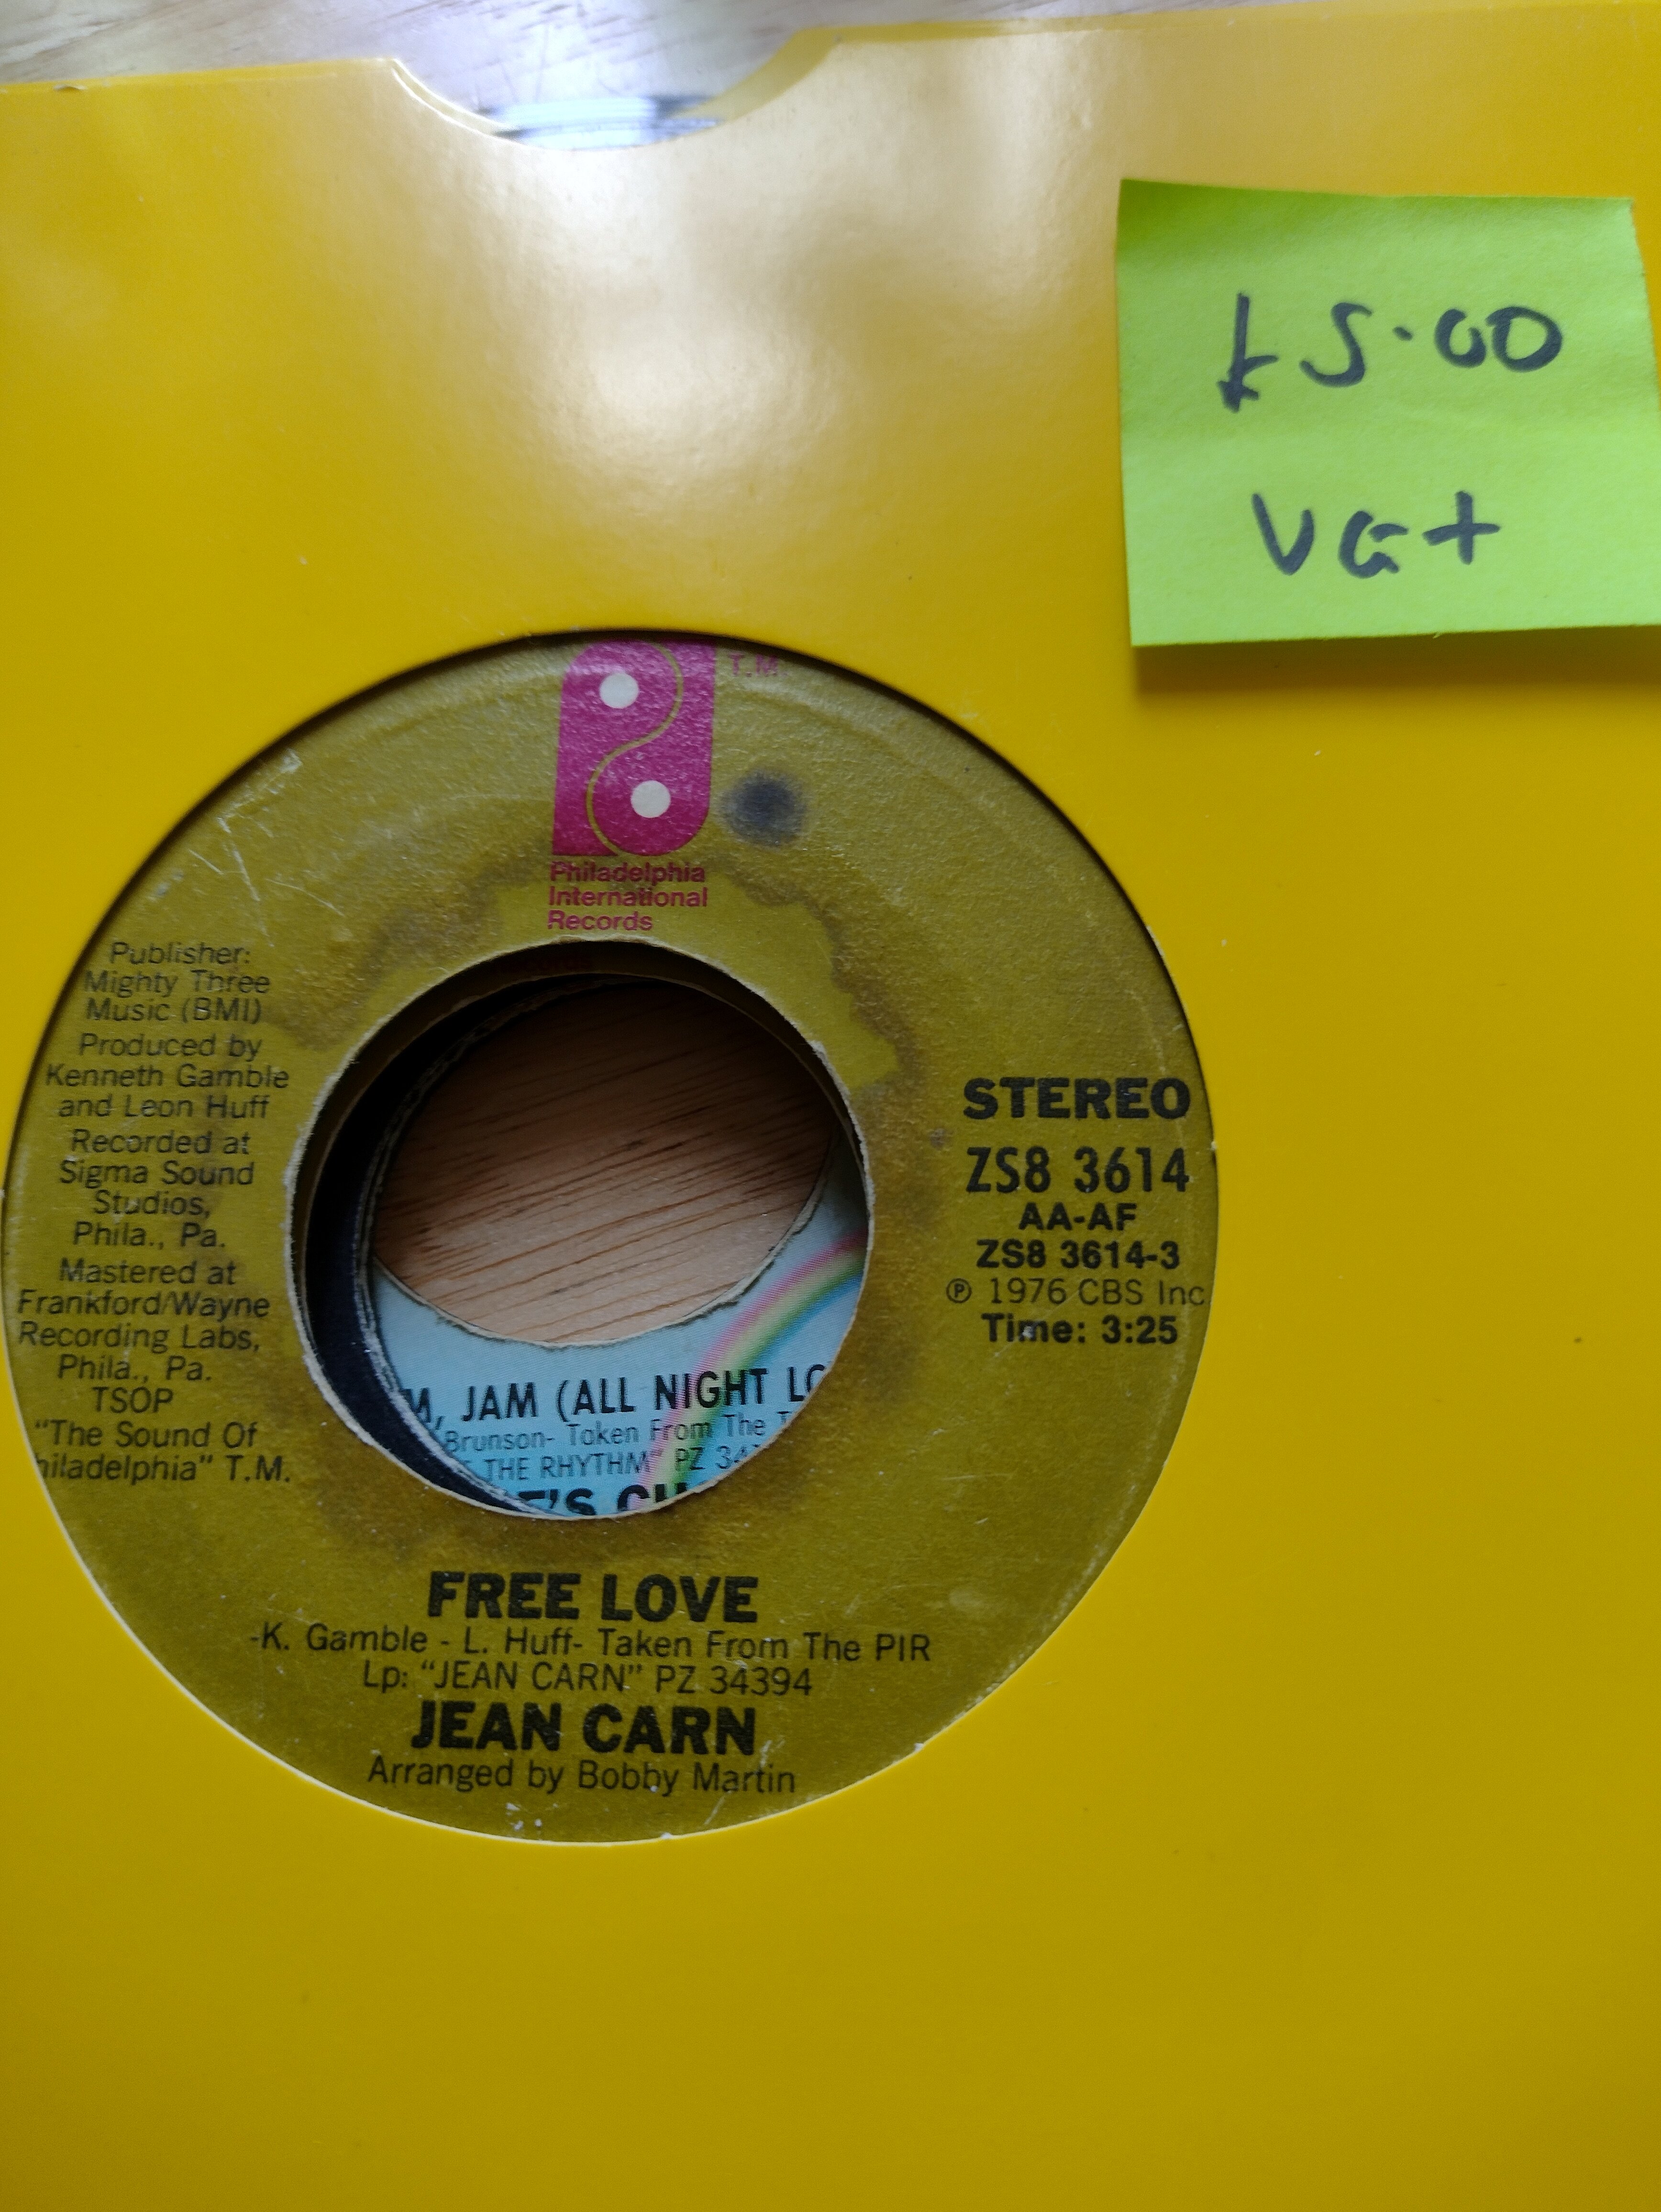 £5.00
VG+
T.M.
Philadelphia
International
Records
Publisher:
Mighty Three
Music (BMI)
Produced by
Kenneth Gamble
and Leon Huff
Recorded at
Sigma Sound
Studios,
Phila., Pa.
Mastered at
Frankford/Wayne
Recording Labs,
Phila., Pa.
TSOP
"The Sound Of
hiladelphia" T.M.
STEREO
ZS8 3614
AA-AF
ZS8 3614-3
℗ 1976 CBS Inc
Time: 3:25
M, JAM (ALL NIGHT LO
Brunson- Taken From The
THE RHYTHM" PZ 34
FREE LOVE
-K. Gamble - L. Huff- Taken From The PIR
Lp: "JEAN CARN" PZ 34394
JEAN CARN
Arranged by Bobby Martin